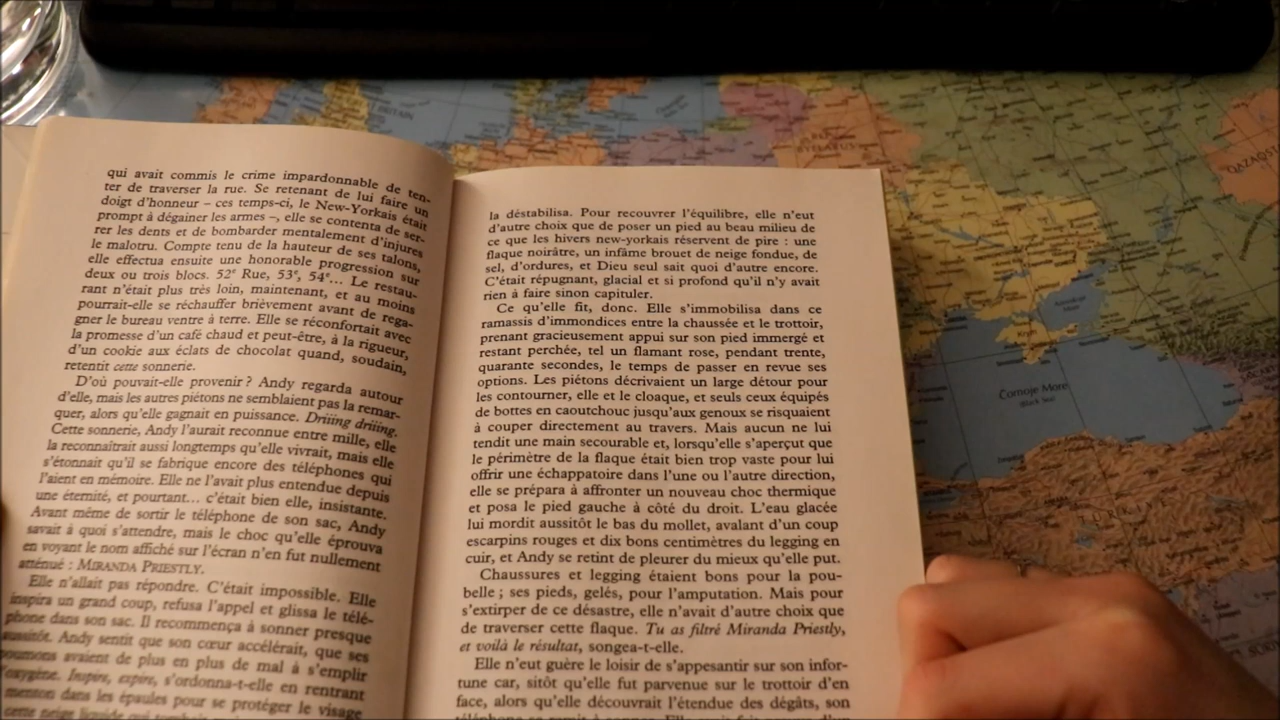 qui avait commis le crime impardonnable de ten-
ter de traverser la rue. Se retenant de lui faire un
doigt d'honneur – ces temps-ci, le New-Yorkais était
prompt à dégainer les armes –, elle se contenta de ser-
rer les dents et de bombarder mentalement d'injures
le malotru. Compte tenu de la hauteur de ses talons,
elle effectua ensuite une honorable progression sur
deux ou trois blocs. 52e Rue, 53e, 54e... Le restau-
rant n'était plus très loin, maintenant, et au moins
pourrait-elle se réchauffer brièvement avant de rega-
gner le bureau ventre à terre. Elle se réconfortait avec
la promesse d'un café chaud et peut-être, à la rigueur,
d'un cookie aux éclats de chocolat quand, soudain,
retentit cette sonnerie.
D'où pouvait-elle provenir ? Andy regarda autour
d'elle, mais les autres piétons ne semblaient pas la remar-
quer, alors qu'elle gagnait en puissance. Driiing driiing.
Cette sonnerie, Andy l'aurait reconnue entre mille, elle
la reconnaîtrait aussi longtemps qu'elle vivrait, mais elle
s'étonnait qu'il se fabrique encore des téléphones qui
l'aient en mémoire. Elle ne l'avait plus entendue depuis
une éternité, et pourtant... c'était bien elle, insistante.
Avant même de sortir le téléphone de son sac, Andy
savait à quoi s'attendre, mais le choc qu'elle éprouva
en voyant le nom affiché sur l'écran n'en fut nullement
atténué : MIRANDA PRIESTLY.
Elle n'allait pas répondre. C'était impossible. Elle
inspira un grand coup, refusa l'appel et glissa le télé-
phone dans son sac. Il recommença à sonner presque
aussitôt. Andy sentit que son cœur accélérait, que ses
poumons avaient de plus en plus de mal à s'emplir
d'oxygène. Inspire, expire, s'ordonna-t-elle en rentrant
menton dans les épaules pour se protéger le visage
cette neige liquide qui tombait
la déstabilisa. Pour recouvrer l'équilibre, elle n'eut
d'autre choix que de poser un pied au beau milieu de
ce que les hivers new-yorkais réservent de pire : une
flaque noirâtre, un infâme brouet de neige fondue, de
sel, d'ordures, et Dieu seul sait quoi d'autre encore.
C'était répugnant, glacial et si profond qu'il n'y avait
rien à faire sinon capituler.
Ce qu'elle fit, donc. Elle s'immobilisa dans ce
ramassis d'immondices entre la chaussée et le trottoir,
prenant gracieusement appui sur son pied immergé et
restant perchée, tel un flamant rose, pendant trente,
quarante secondes, le temps de passer en revue ses
options. Les piétons décrivaient un large détour pour
les contourner, elle et le cloaque, et seuls ceux équipés
de bottes en caoutchouc jusqu'aux genoux se risquaient
à couper directement au travers. Mais aucun ne lui
tendit une main secourable et, lorsqu'elle s'aperçut que
le périmètre de la flaque était bien trop vaste pour lui
offrir une échappatoire dans l'une ou l'autre direction,
elle se prépara à affronter un nouveau choc thermique
et posa le pied gauche à côté du droit. L'eau glacée
lui mordit aussitôt le bas du mollet, avalant d'un coup
escarpins rouges et dix bons centimètres du legging en
cuir, et Andy se retint de pleurer du mieux qu'elle put.
Chaussures et legging étaient bons pour la pou-
belle ; ses pieds, gelés, pour l'amputation. Mais pour
s'extirper de ce désastre, elle n'avait d'autre choix que
de traverser cette flaque. Tu as filtré Miranda Priestly,
et voilà le résultat, songea-t-elle.
Elle n'eut guère le loisir de s'appesantir sur son infor-
tune car, sitôt qu'elle fut parvenue sur le trottoir d'en
face, alors qu'elle découvrait l'étendue des dégâts, son
téléphone se remit à sonner. Elle
BRITAIN
BYELARUS
QAZAQSTAN
Krym
Čornoje More
(Black Sea)
TÜRKIYE